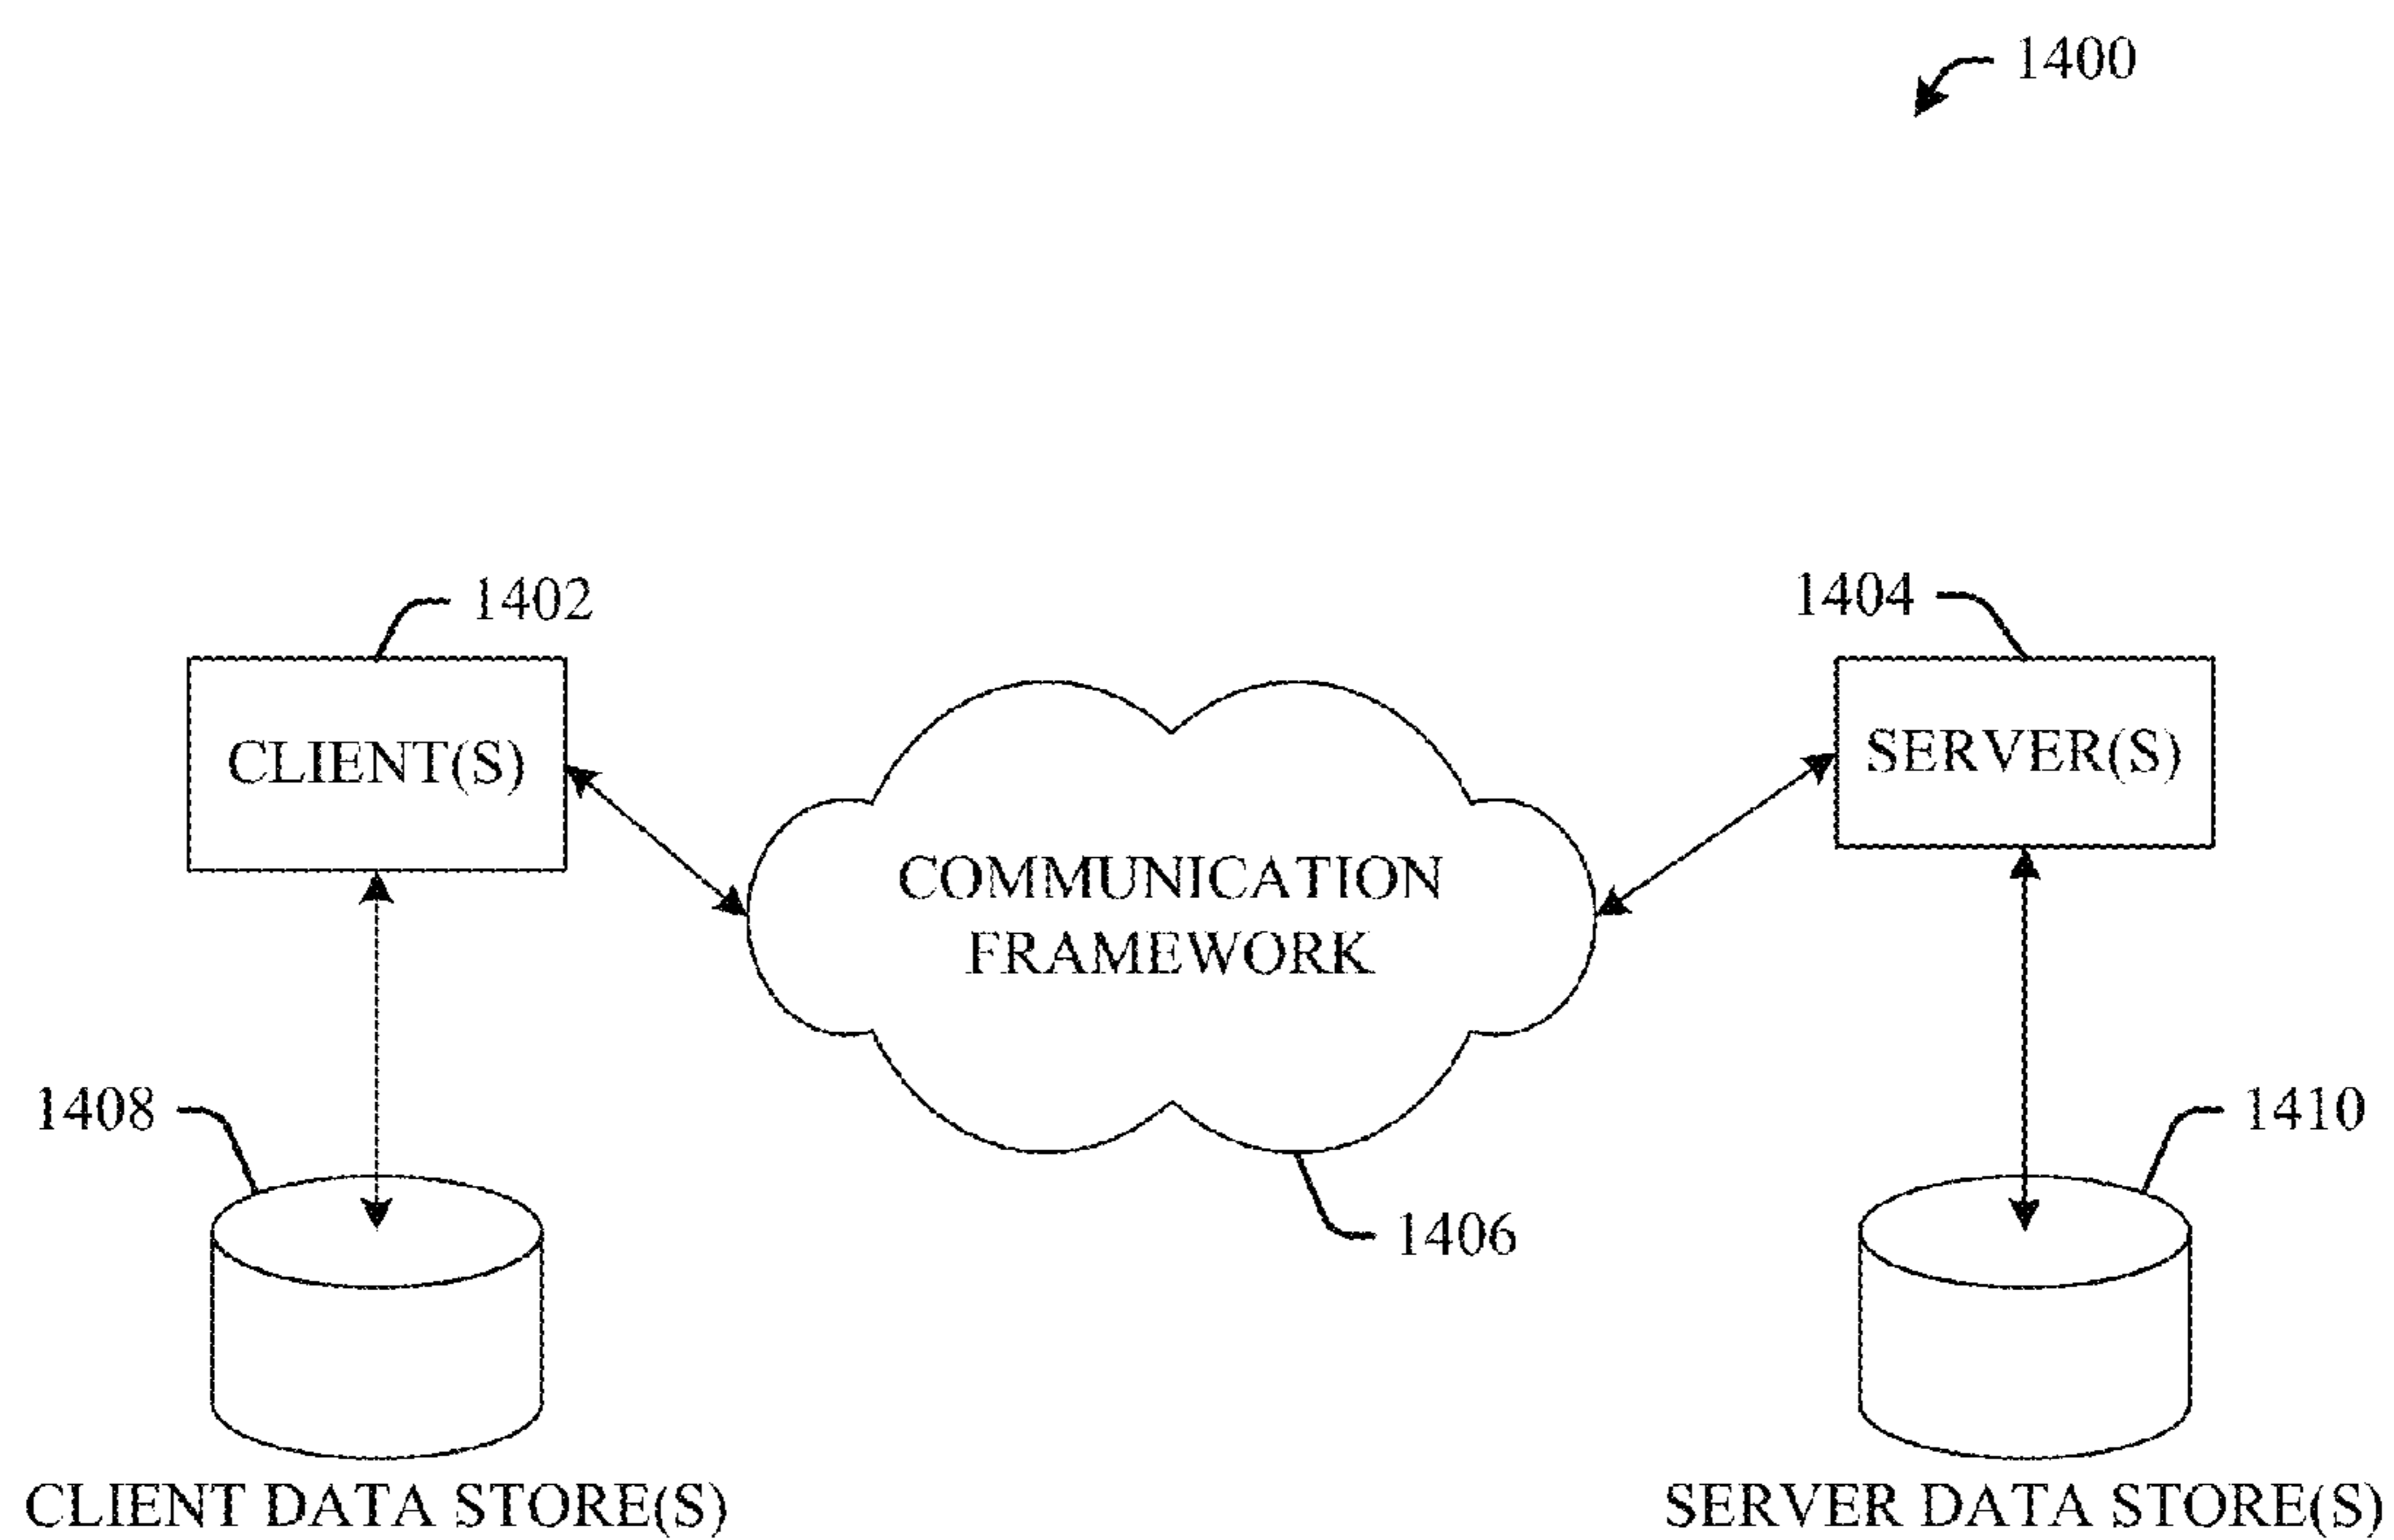 1400
1402
1404
CLIENT(S)
SERVER(S)
COMMUNICATION
FRAMEWORK
1408
1410
1406
CLIENT DATA STORE(S)
SERVER DATA STORE(S)